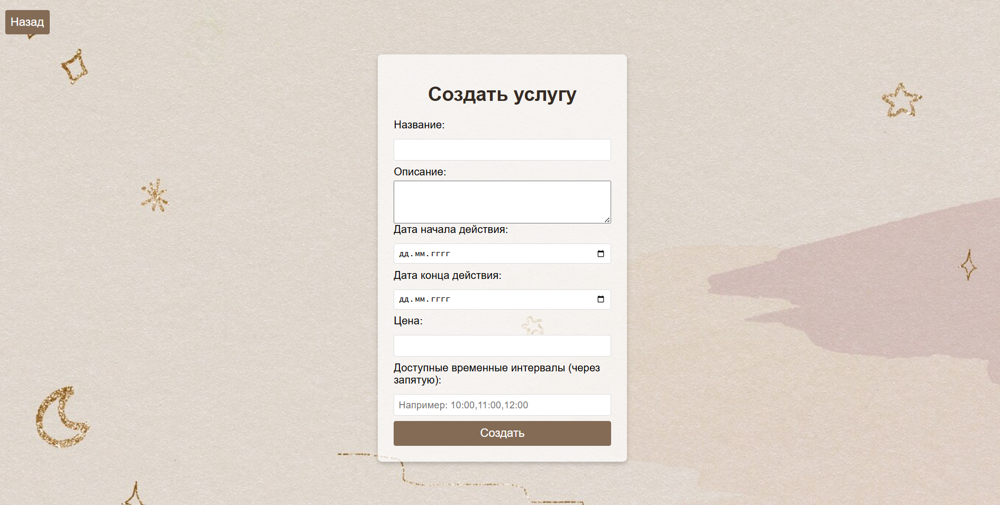 Назад
Создать услугу
Название:
Описание:
Дата начала действия:
дд.мм.гггг
Дата конца действия:
дд.мм.гггг
Цена:
Доступные временные интервалы (через
запятую):
Например: 10:00,11:00,12:00
Создать